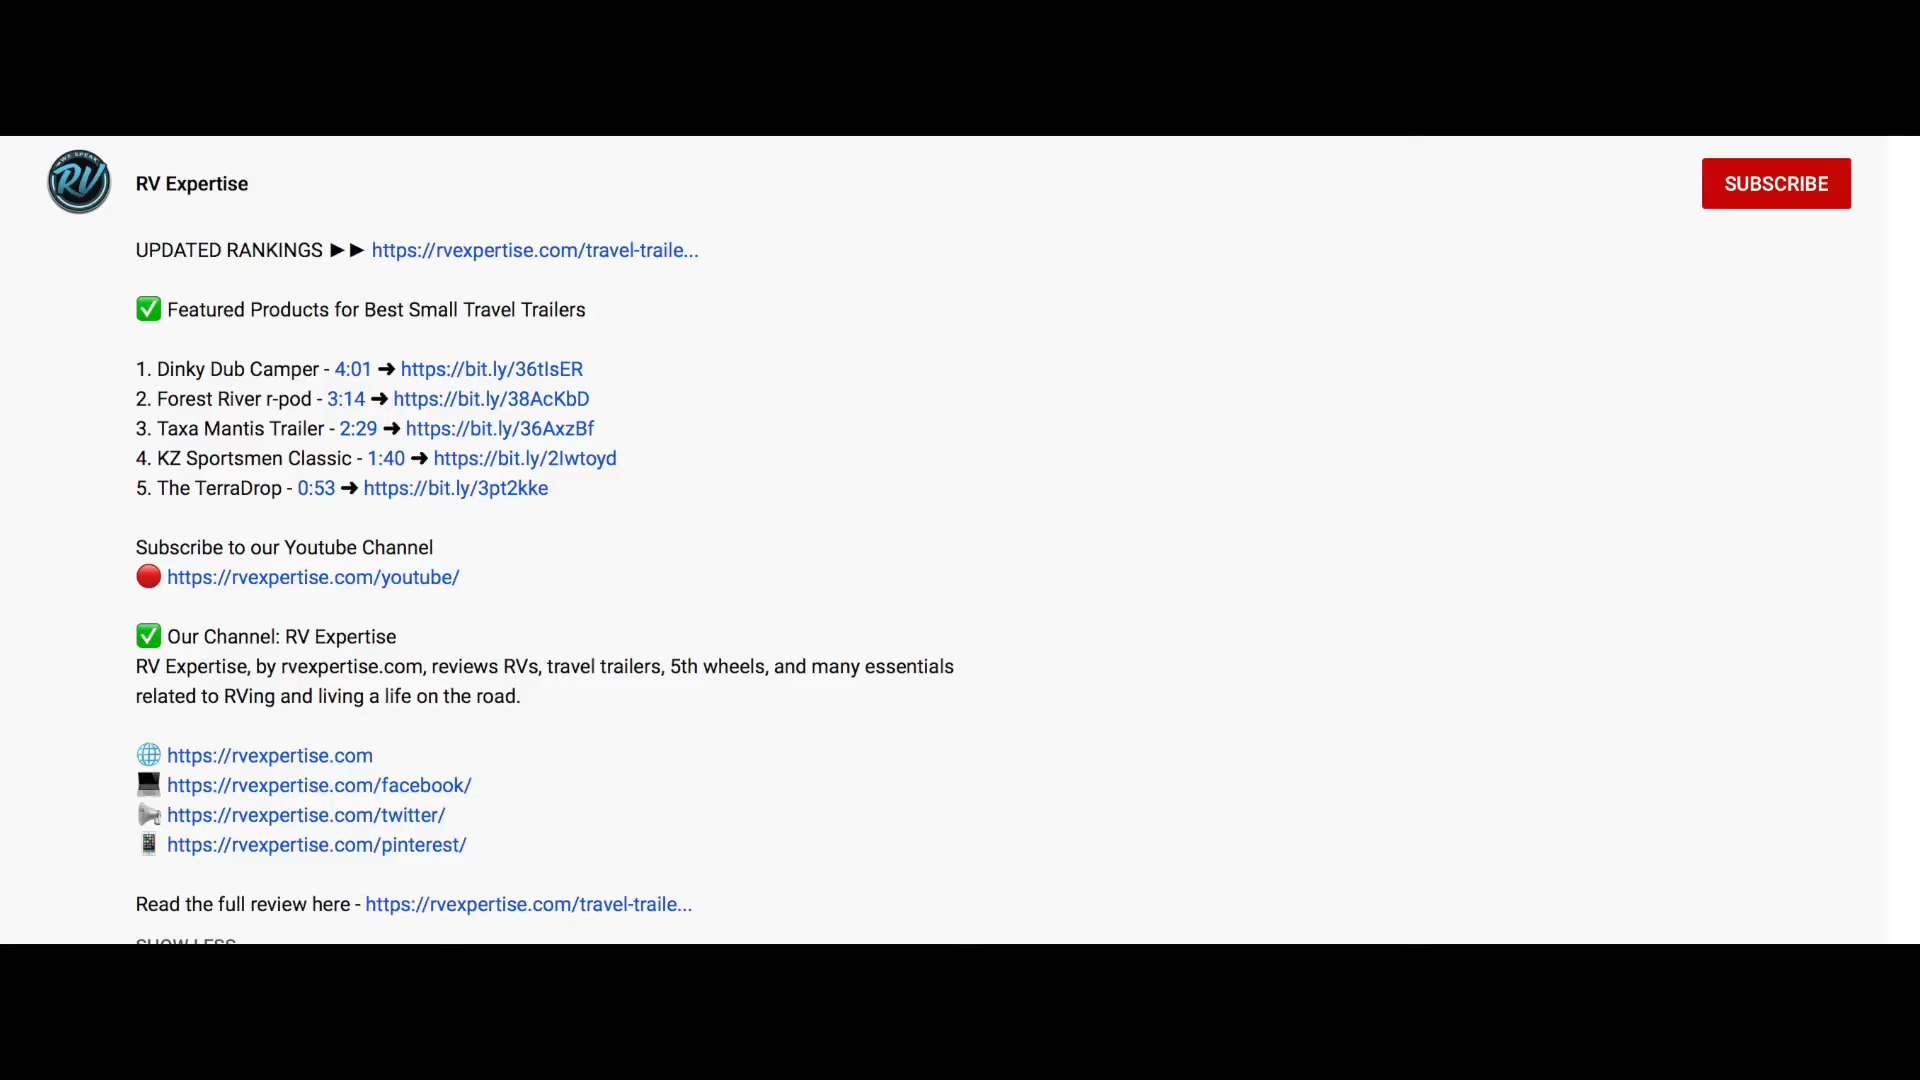 WE SPEAK
RV
RV Expertise
SUBSCRIBE
UPDATED RANKINGS ►► https://rvexpertise.com/travel-traile...
✅ Featured Products for Best Small Travel Trailers
1. Dinky Dub Camper - 4:01 ➜ https://bit.ly/36tIsER
2. Forest River r-pod - 3:14 ➜ https://bit.ly/38AcKbD
3. Taxa Mantis Trailer - 2:29 ➜ https://bit.ly/36AxzBf
4. KZ Sportsmen Classic - 1:40 ➜ https://bit.ly/2Iwtoyd
5. The TerraDrop - 0:53 ➜ https://bit.ly/3pt2kke
Subscribe to our Youtube Channel
🔴 https://rvexpertise.com/youtube/
✅ Our Channel: RV Expertise
RV Expertise, by rvexpertise.com, reviews RVs, travel trailers, 5th wheels, and many essentials
related to RVing and living a life on the road.
🌐 https://rvexpertise.com
💻 https://rvexpertise.com/facebook/
📢 https://rvexpertise.com/twitter/
📱 https://rvexpertise.com/pinterest/
Read the full review here - https://rvexpertise.com/travel-traile...
SHOW LESS